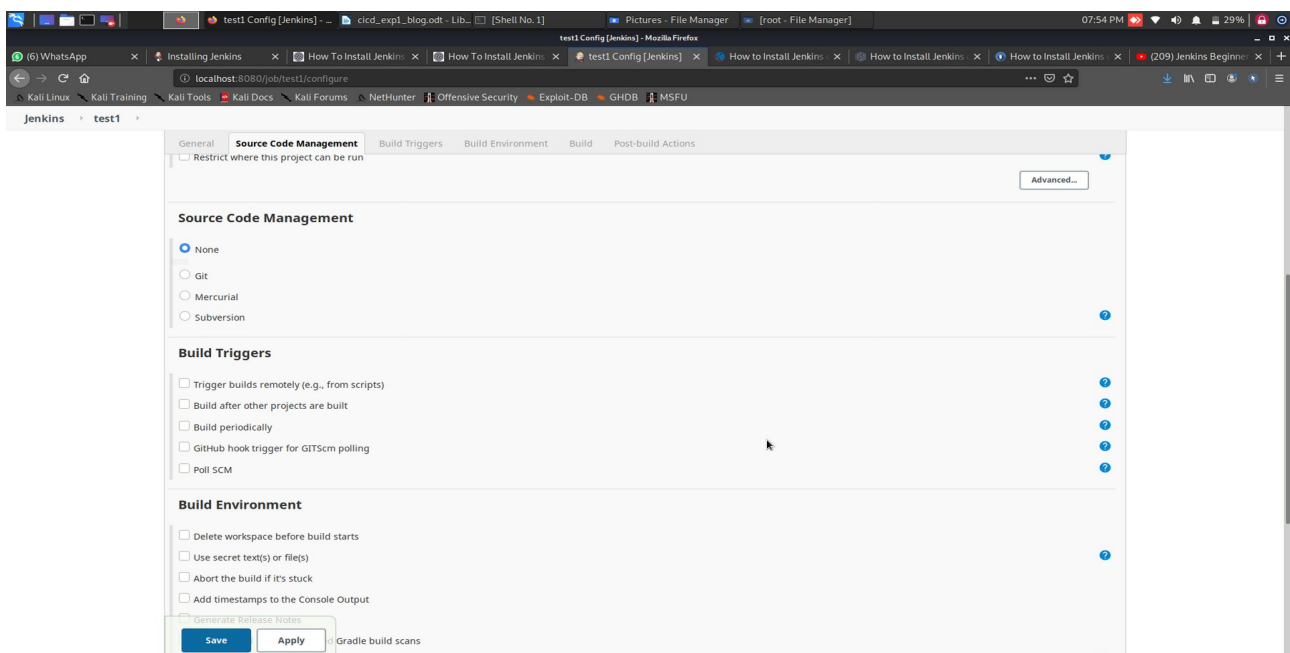 test1 Config [Jenkins] - ... cicd_exp1_blog.odt - Lib... [Shell No. 1] Pictures - File Manager [root - File Manager] 07:54 PM 29%
test1 Config [Jenkins] - Mozilla Firefox
(6) WhatsApp Installing Jenkins How To Install Jenkins How To Install Jenkins test1 Config [Jenkins] How to Install Jenkins How to Install Jenkins How to Install Jenkins (209) Jenkins Beginner
localhost:8080/job/test1/configure
Kali Linux Kali Training Kali Tools Kali Docs Kali Forums NetHunter Offensive Security Exploit-DB GHDB MSFU
Jenkins test1
General Source Code Management Build Triggers Build Environment Build Post-build Actions
Restrict where this project can be run
Advanced...
Source Code Management
None
Git
Mercurial
Subversion
Build Triggers
Trigger builds remotely (e.g., from scripts)
Build after other projects are built
Build periodically
GitHub hook trigger for GITScm polling
Poll SCM
Build Environment
Delete workspace before build starts
Use secret text(s) or file(s)
Abort the build if it's stuck
Add timestamps to the Console Output
Generate Release Notes
Save Apply Gradle build scans